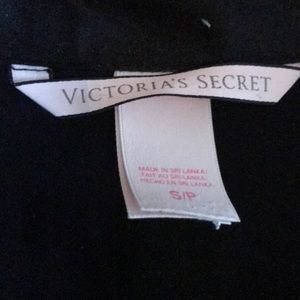 VICTORIA'S SECRET
MADE IN SRI LANKA
FAIT AU SRI LANKA
HECHO EN SRI LANKA
S/P